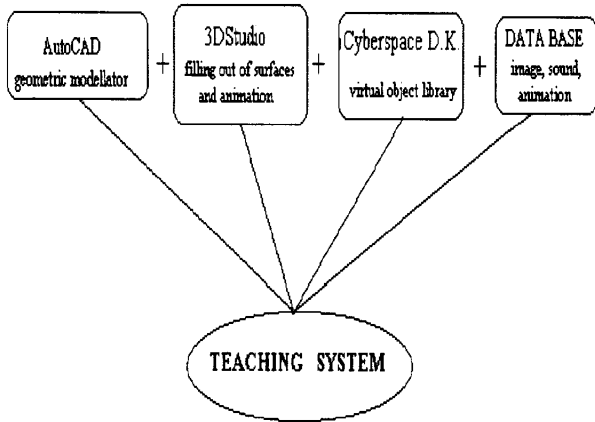 AutoCAD
geometric modellator
+
3DStudio
filling out of surfaces
and animation
+
Cyberspace D.K.
virtual object library
+
DATA BASE
image, sound,
animation
TEACHING SYSTEM